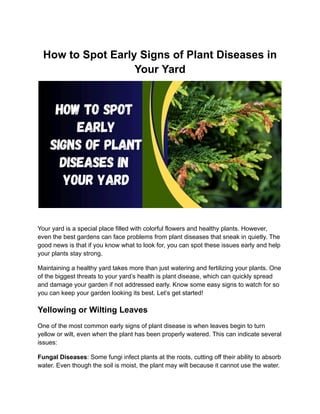 How to Spot Early Signs of Plant Diseases in
Your Yard
HOW TO SPOT
EARLY
SIGNS OF PLANT
DISEASES IN
YOUR YARD
Your yard is a special place filled with colorful flowers and healthy plants. However,
even the best gardens can face problems from plant diseases that sneak in quietly. The
good news is that if you know what to look for, you can spot these issues early and help
your plants stay strong.
Maintaining a healthy yard takes more than just watering and fertilizing your plants. One
of the biggest threats to your yard's health is plant disease, which can quickly spread
and damage your garden if not addressed early. Know some easy signs to watch for so
you can keep your garden looking its best. Let's get started!
Yellowing or Wilting Leaves
One of the most common early signs of plant disease is when leaves begin to turn
yellow or wilt, even when the plant has been properly watered. This can indicate several
issues:
Fungal Diseases: Some fungi infect plants at the roots, cutting off their ability to absorb
water. Even though the soil is moist, the plant may wilt because it cannot use the water.